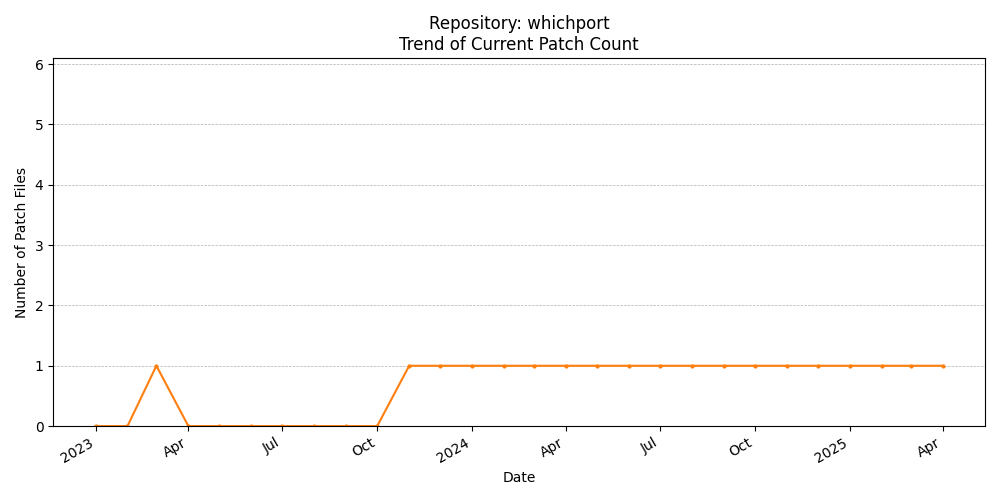 Repository: whichport
Trend of Current Patch Count
6
5
4
3
2
1
0
Number of Patch Files
2023
Apr
Jul
Oct
2024
Apr
Jul
Oct
2025
Apr
Date